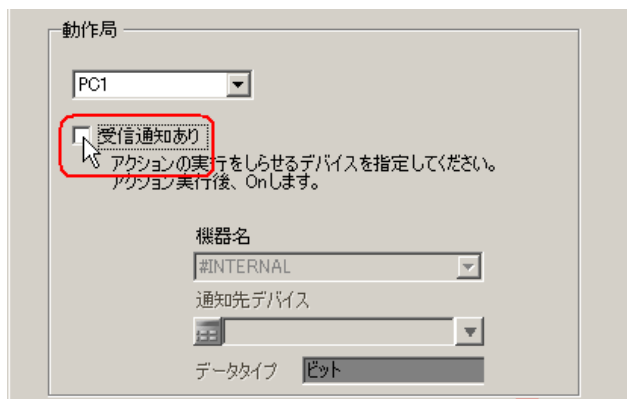 動作局
PC1
受信通知あり
アクションの実行をしらせるデバイスを指定してください。
アクション実行後、Onします。
機器名
#INTERNAL
通知先デバイス
データタイプ ビット